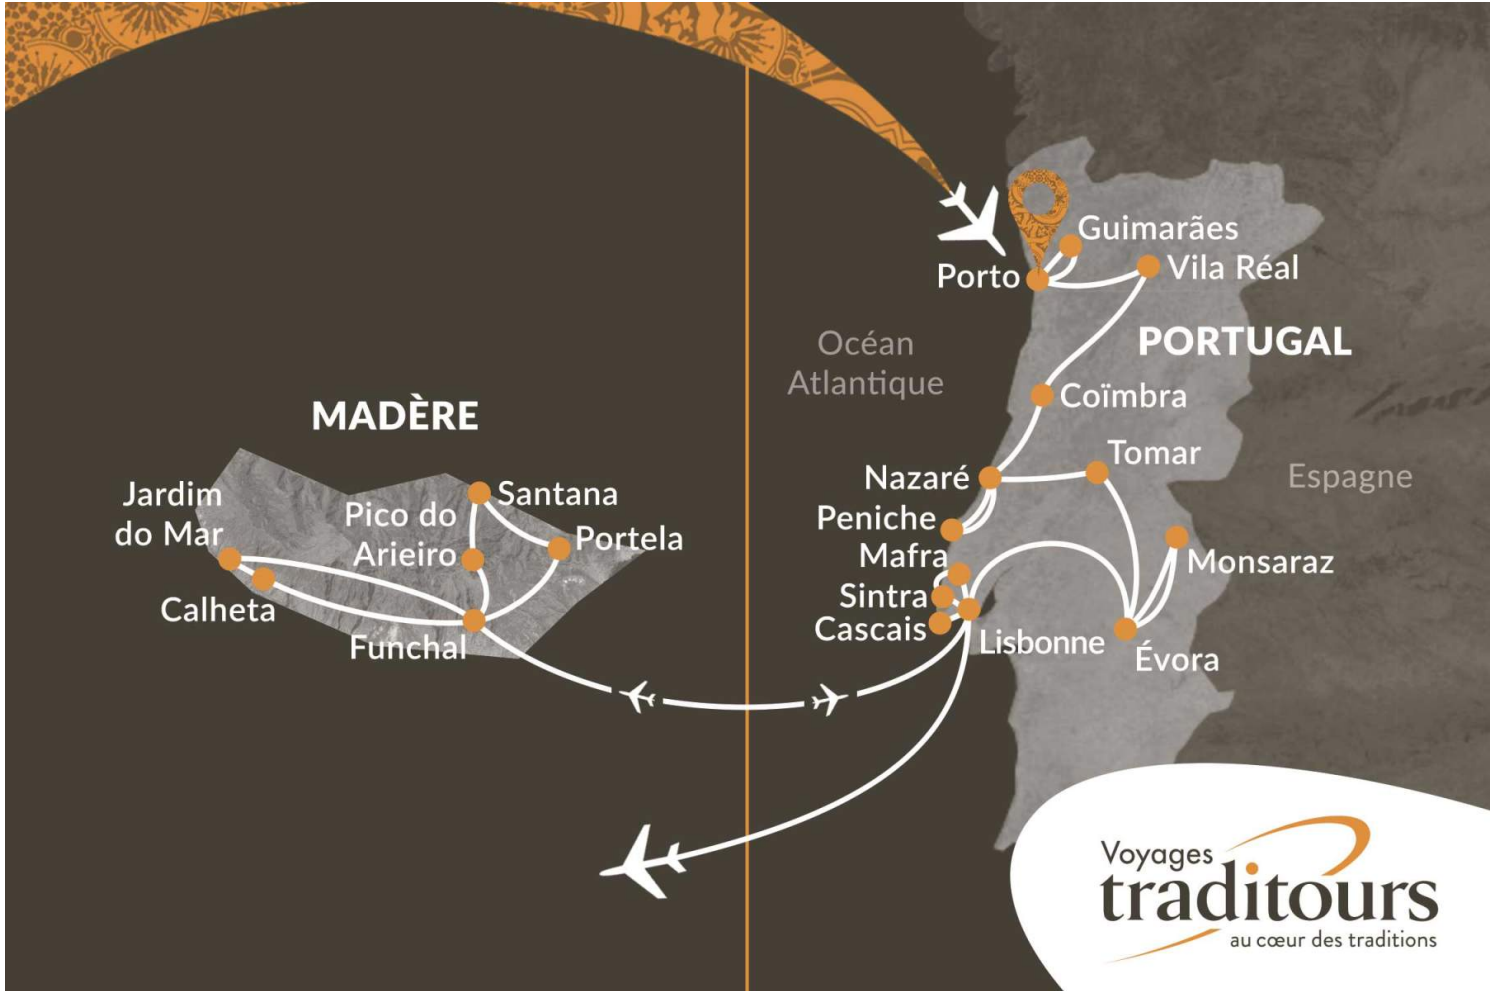 Guimarães
Vila Réal
Porto
PORTUGAL
Océan
Atlantique
Coïmbra
MADÈRE
Tomar
Nazaré
Espagne
Jardim
do Mar
Santana
Pico do
Arieiro
Portela
Peniche
Mafra
Monsaraz
Sintra
Calheta
Cascais
Lisbonne
Funchal
Évora
Voyages
traditours
au cœur des traditions